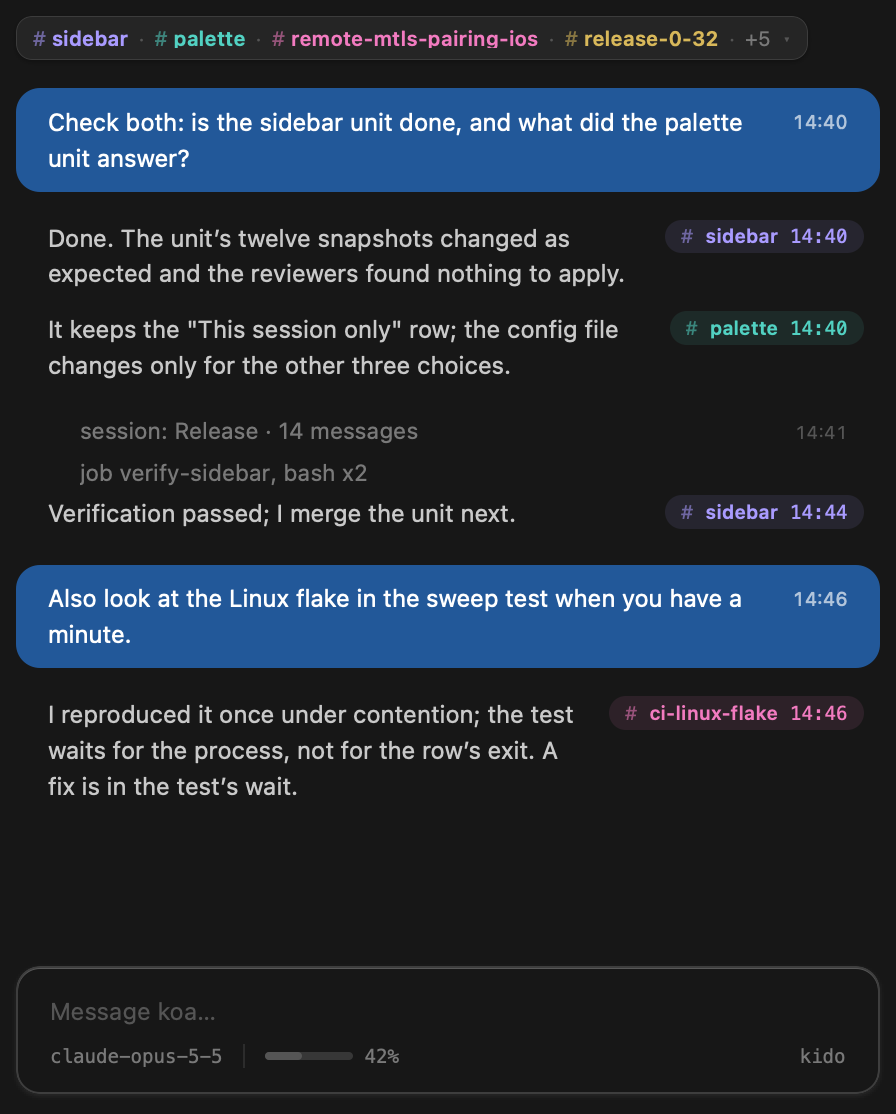 # sidebar · # palette · # remote-mtls-pairing-ios · # release-0-32 · +5
Check both: is the sidebar unit done, and what did the palette 14:40
unit answer?
Done. The unit’s twelve snapshots changed as # sidebar 14:40
expected and the reviewers found nothing to apply.
It keeps the "This session only" row; the config file # palette 14:40
changes only for the other three choices.
session: Release · 14 messages 14:41
job verify-sidebar, bash x2
Verification passed; I merge the unit next. # sidebar 14:44
Also look at the Linux flake in the sweep test when you have a 14:46
minute.
I reproduced it once under contention; the test # ci-linux-flake 14:46
waits for the process, not for the row’s exit. A
fix is in the test’s wait.
Message koa…
claude-opus-5-5 42% kido